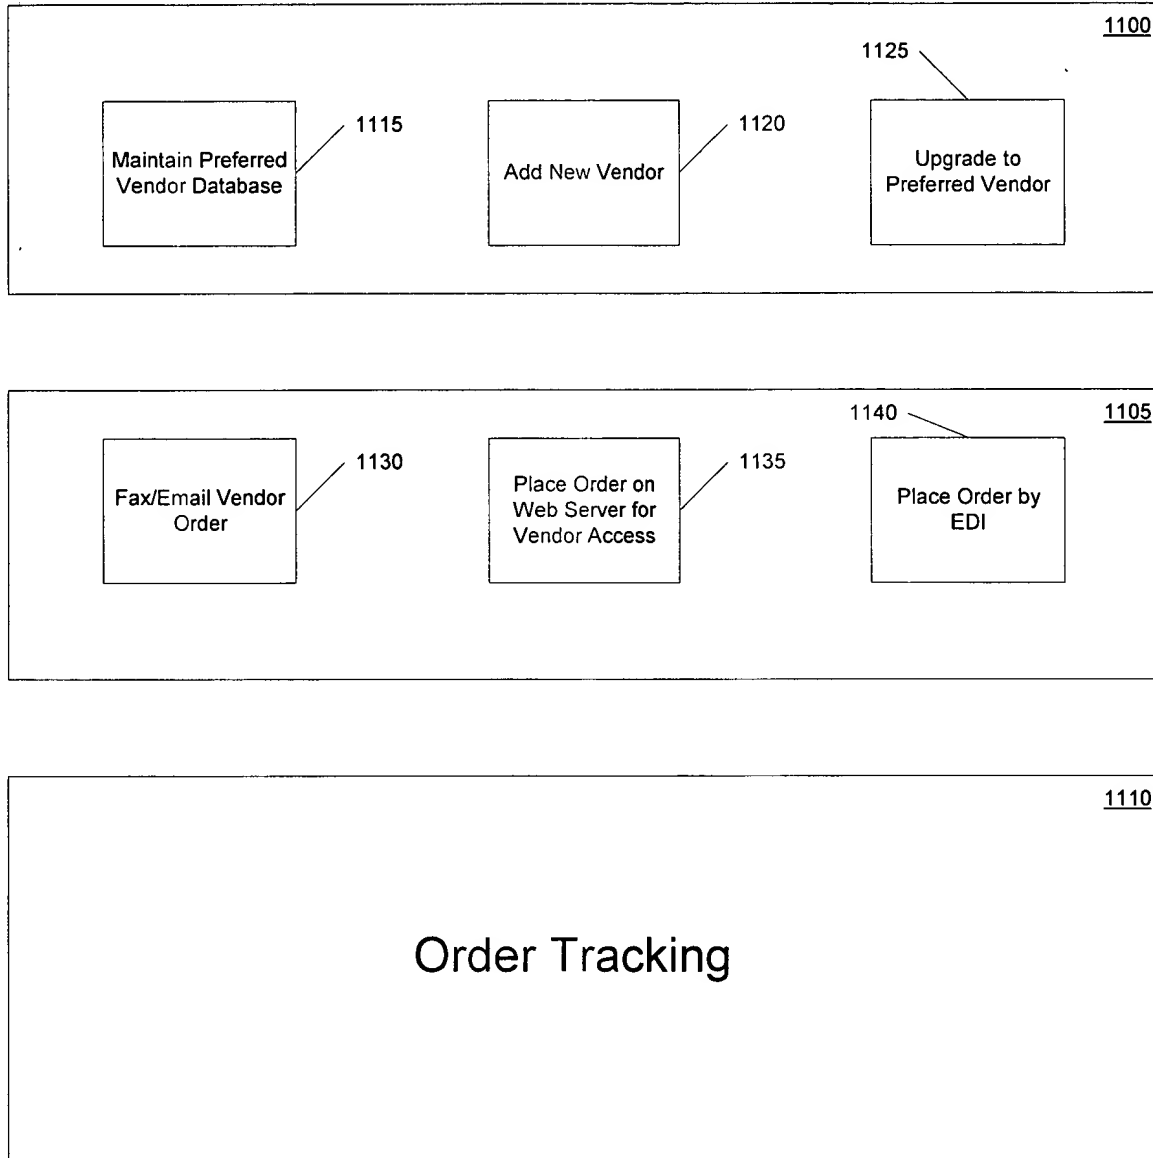 1100
1125
1115
1120
Maintain Preferred
Vendor Database
Add New Vendor
Upgrade to
Preferred Vendor
1105
1140
1130
1135
Fax/Email Vendor
Order
Place Order on
Web Server for
Vendor Access
Place Order by
EDI
1110
Order Tracking